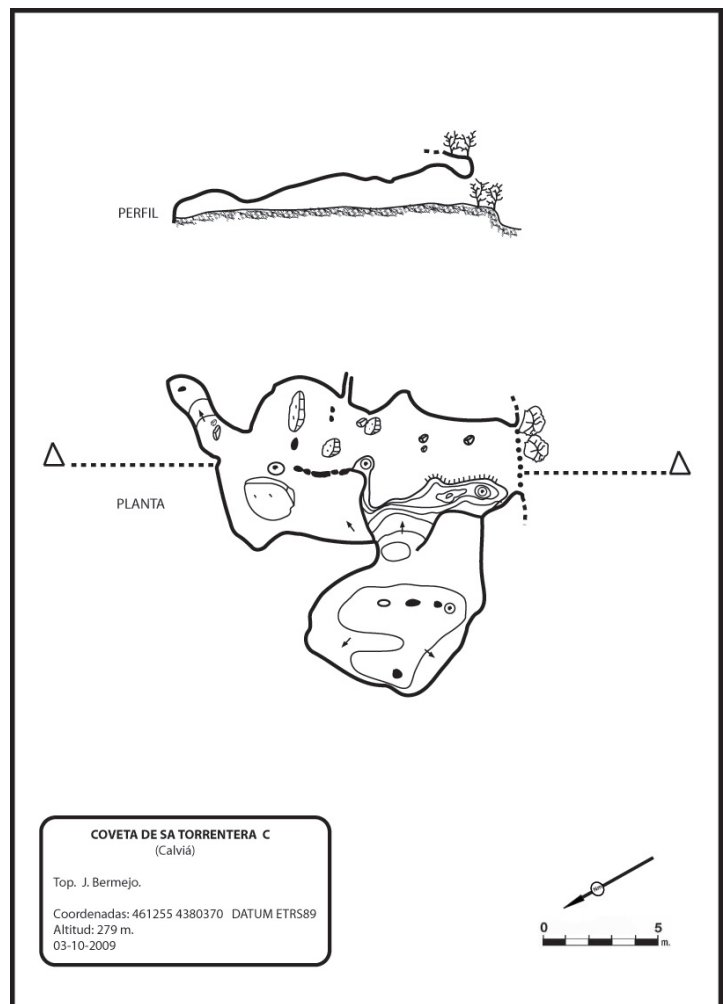 PERFIL
PLANTA
COVETA DE SA TORRENTERA C
(Calviá)
Top. J. Bermejo.
Coordenadas: 461255 4380370 DATUM ETRS89
Altitud: 279 m.
03-10-2009
0 5
m.